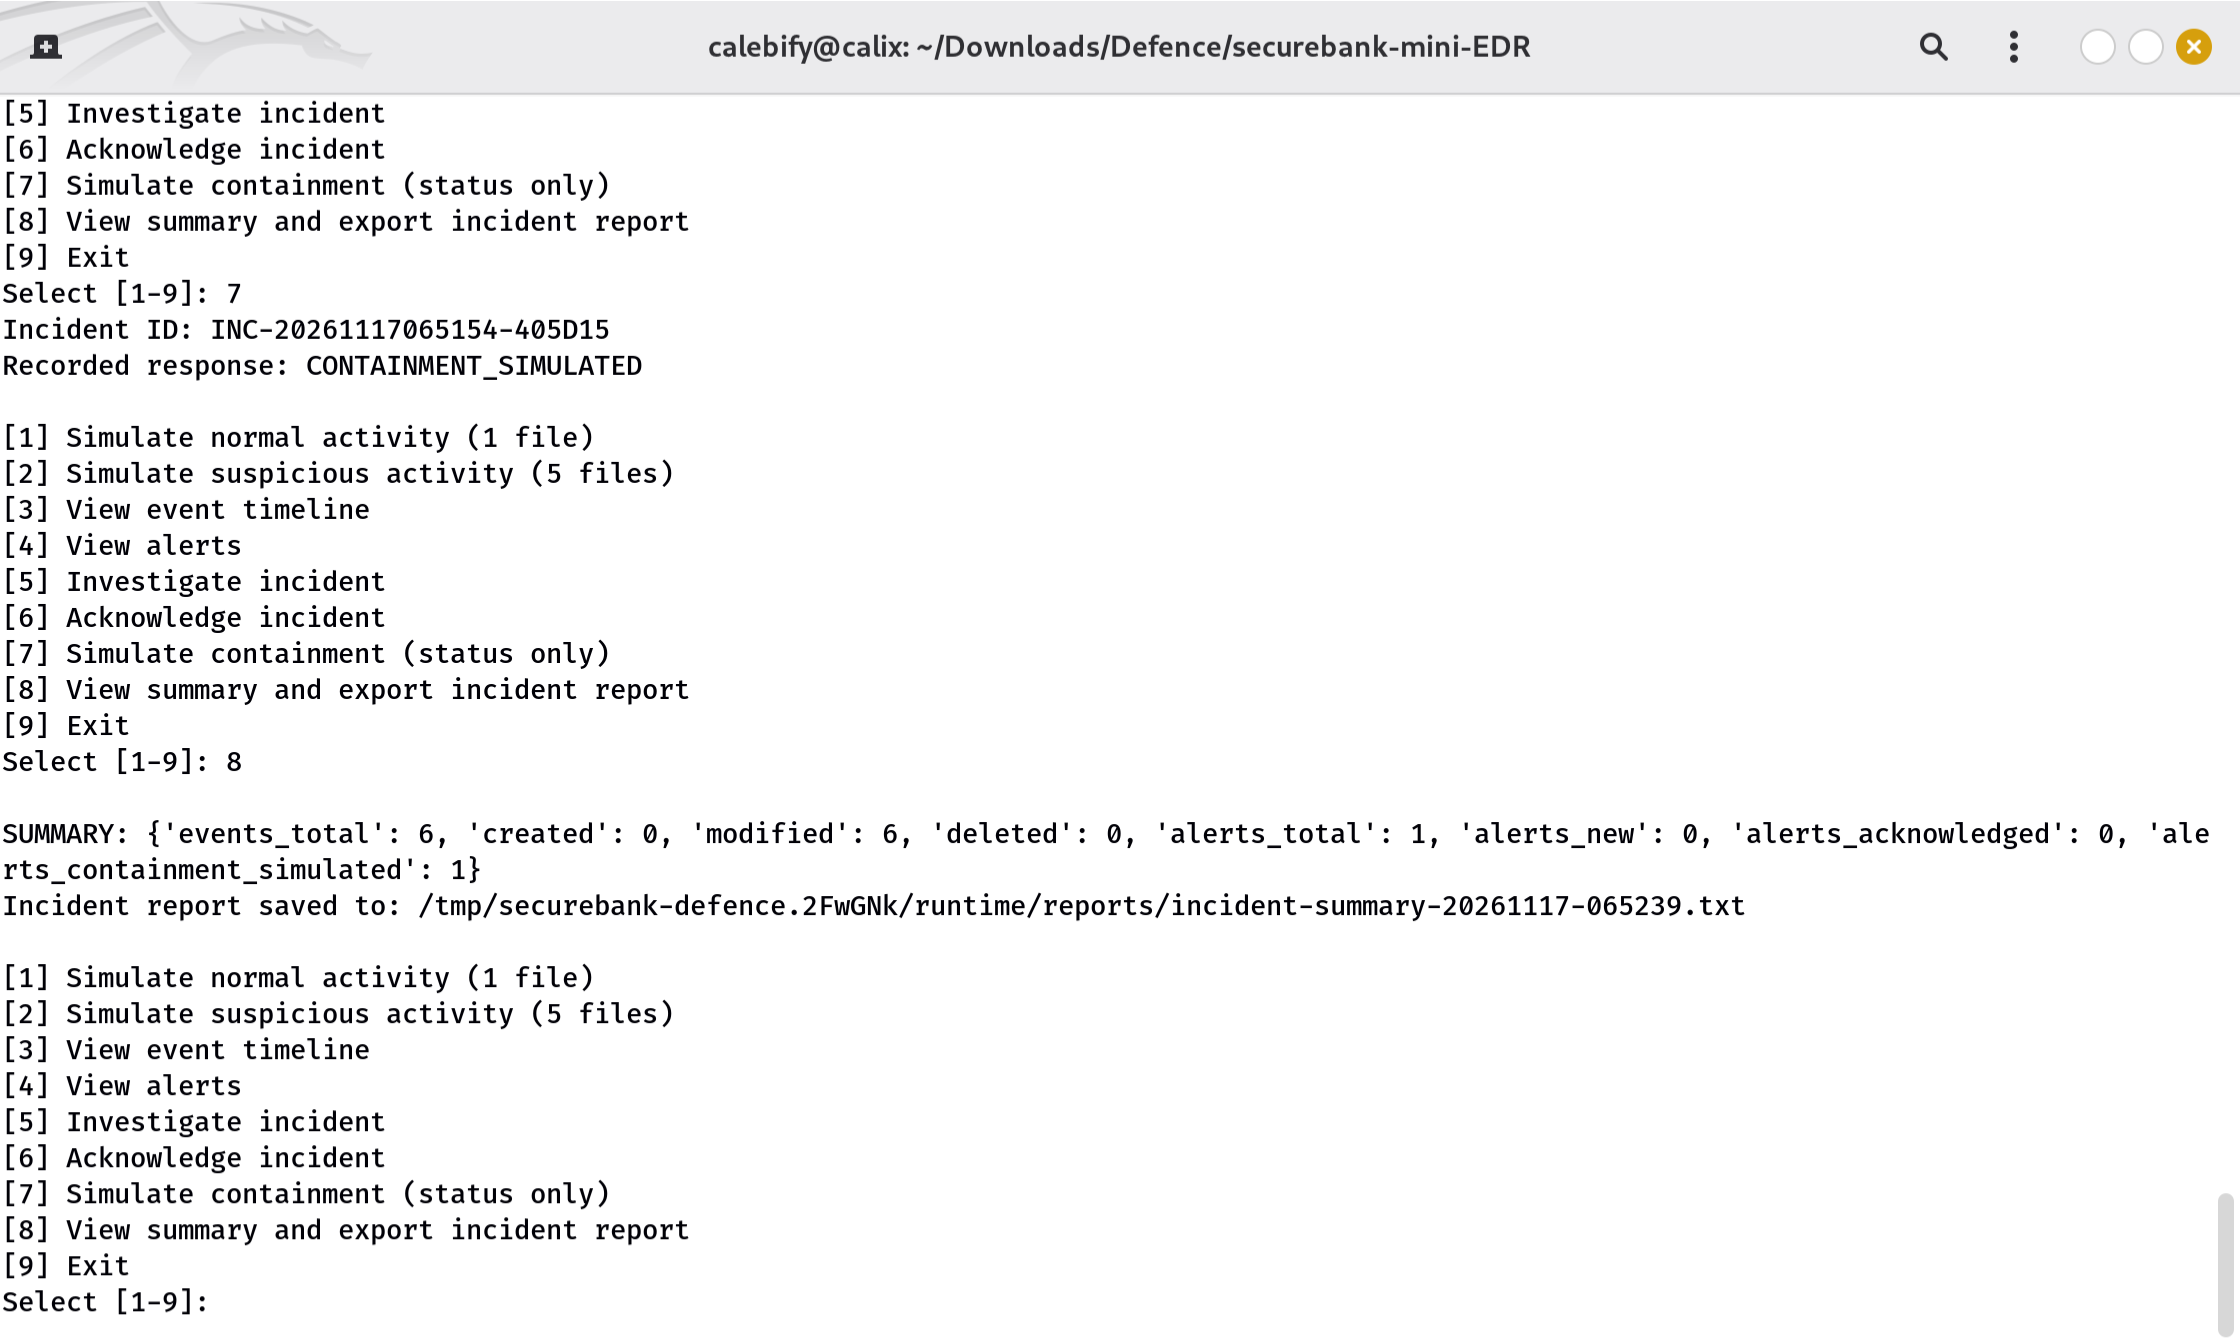 calebify@calix: ~/Downloads/Defence/securebank-mini-EDR
[5] Investigate incident
[6] Acknowledge incident
[7] Simulate containment (status only)
[8] View summary and export incident report
[9] Exit
Select [1-9]: 7
Incident ID: INC-20261117065154-405D15
Recorded response: CONTAINMENT_SIMULATED
[1] Simulate normal activity (1 file)
[2] Simulate suspicious activity (5 files)
[3] View event timeline
[4] View alerts
[5] Investigate incident
[6] Acknowledge incident
[7] Simulate containment (status only)
[8] View summary and export incident report
[9] Exit
Select [1-9]: 8
SUMMARY: {'events_total': 6, 'created': 0, 'modified': 6, 'deleted': 0, 'alerts_total': 1, 'alerts_new': 0, 'alerts_acknowledged': 0, 'ale
rts_containment_simulated': 1}
Incident report saved to: /tmp/securebank-defence.2FwGNk/runtime/reports/incident-summary-20261117-065239.txt
[1] Simulate normal activity (1 file)
[2] Simulate suspicious activity (5 files)
[3] View event timeline
[4] View alerts
[5] Investigate incident
[6] Acknowledge incident
[7] Simulate containment (status only)
[8] View summary and export incident report
[9] Exit
Select [1-9]: